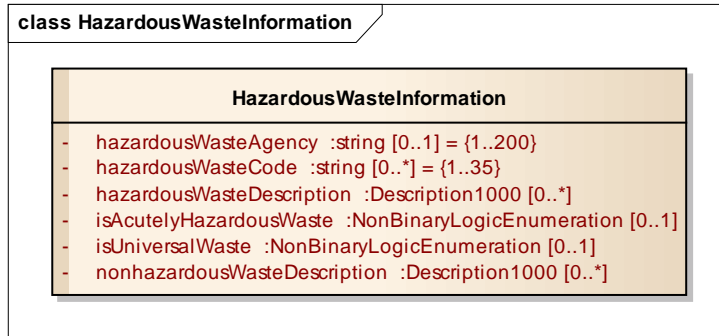 class HazardousWasteInformation
HazardousWasteInformation
- hazardousWasteAgency :string [0..1] = {1..200}
- hazardousWasteCode :string [0..*] = {1..35}
- hazardousWasteDescription :Description1000 [0..*]
- isAcutelyHazardousWaste :NonBinaryLogicEnumeration [0..1]
- isUniversalWaste :NonBinaryLogicEnumeration [0..1]
- nonhazardousWasteDescription :Description1000 [0..*]